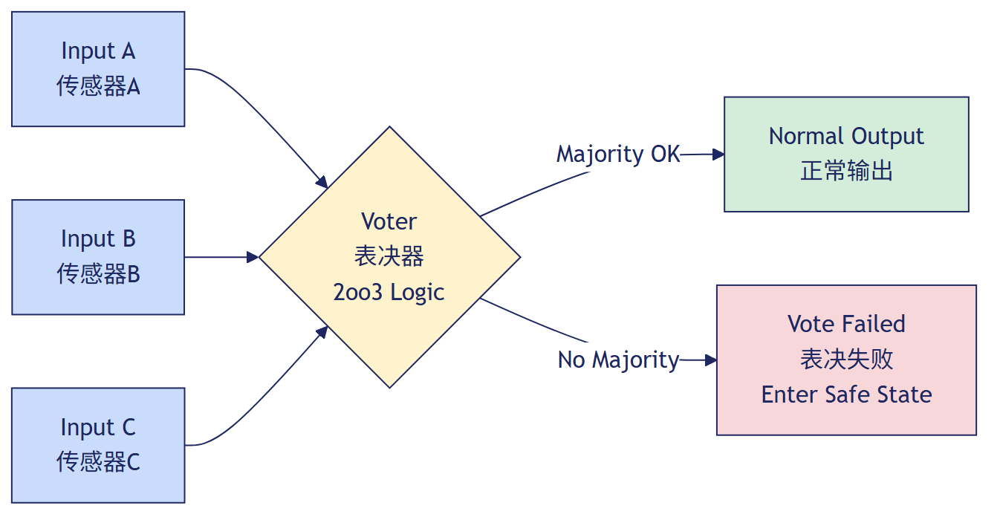 Input A
传感器A
Input B
传感器B
Input C
传感器C
Voter
表决器
2oo3 Logic
Majority OK
No Majority
Normal Output
正常输出
Vote Failed
表决失败
Enter Safe State